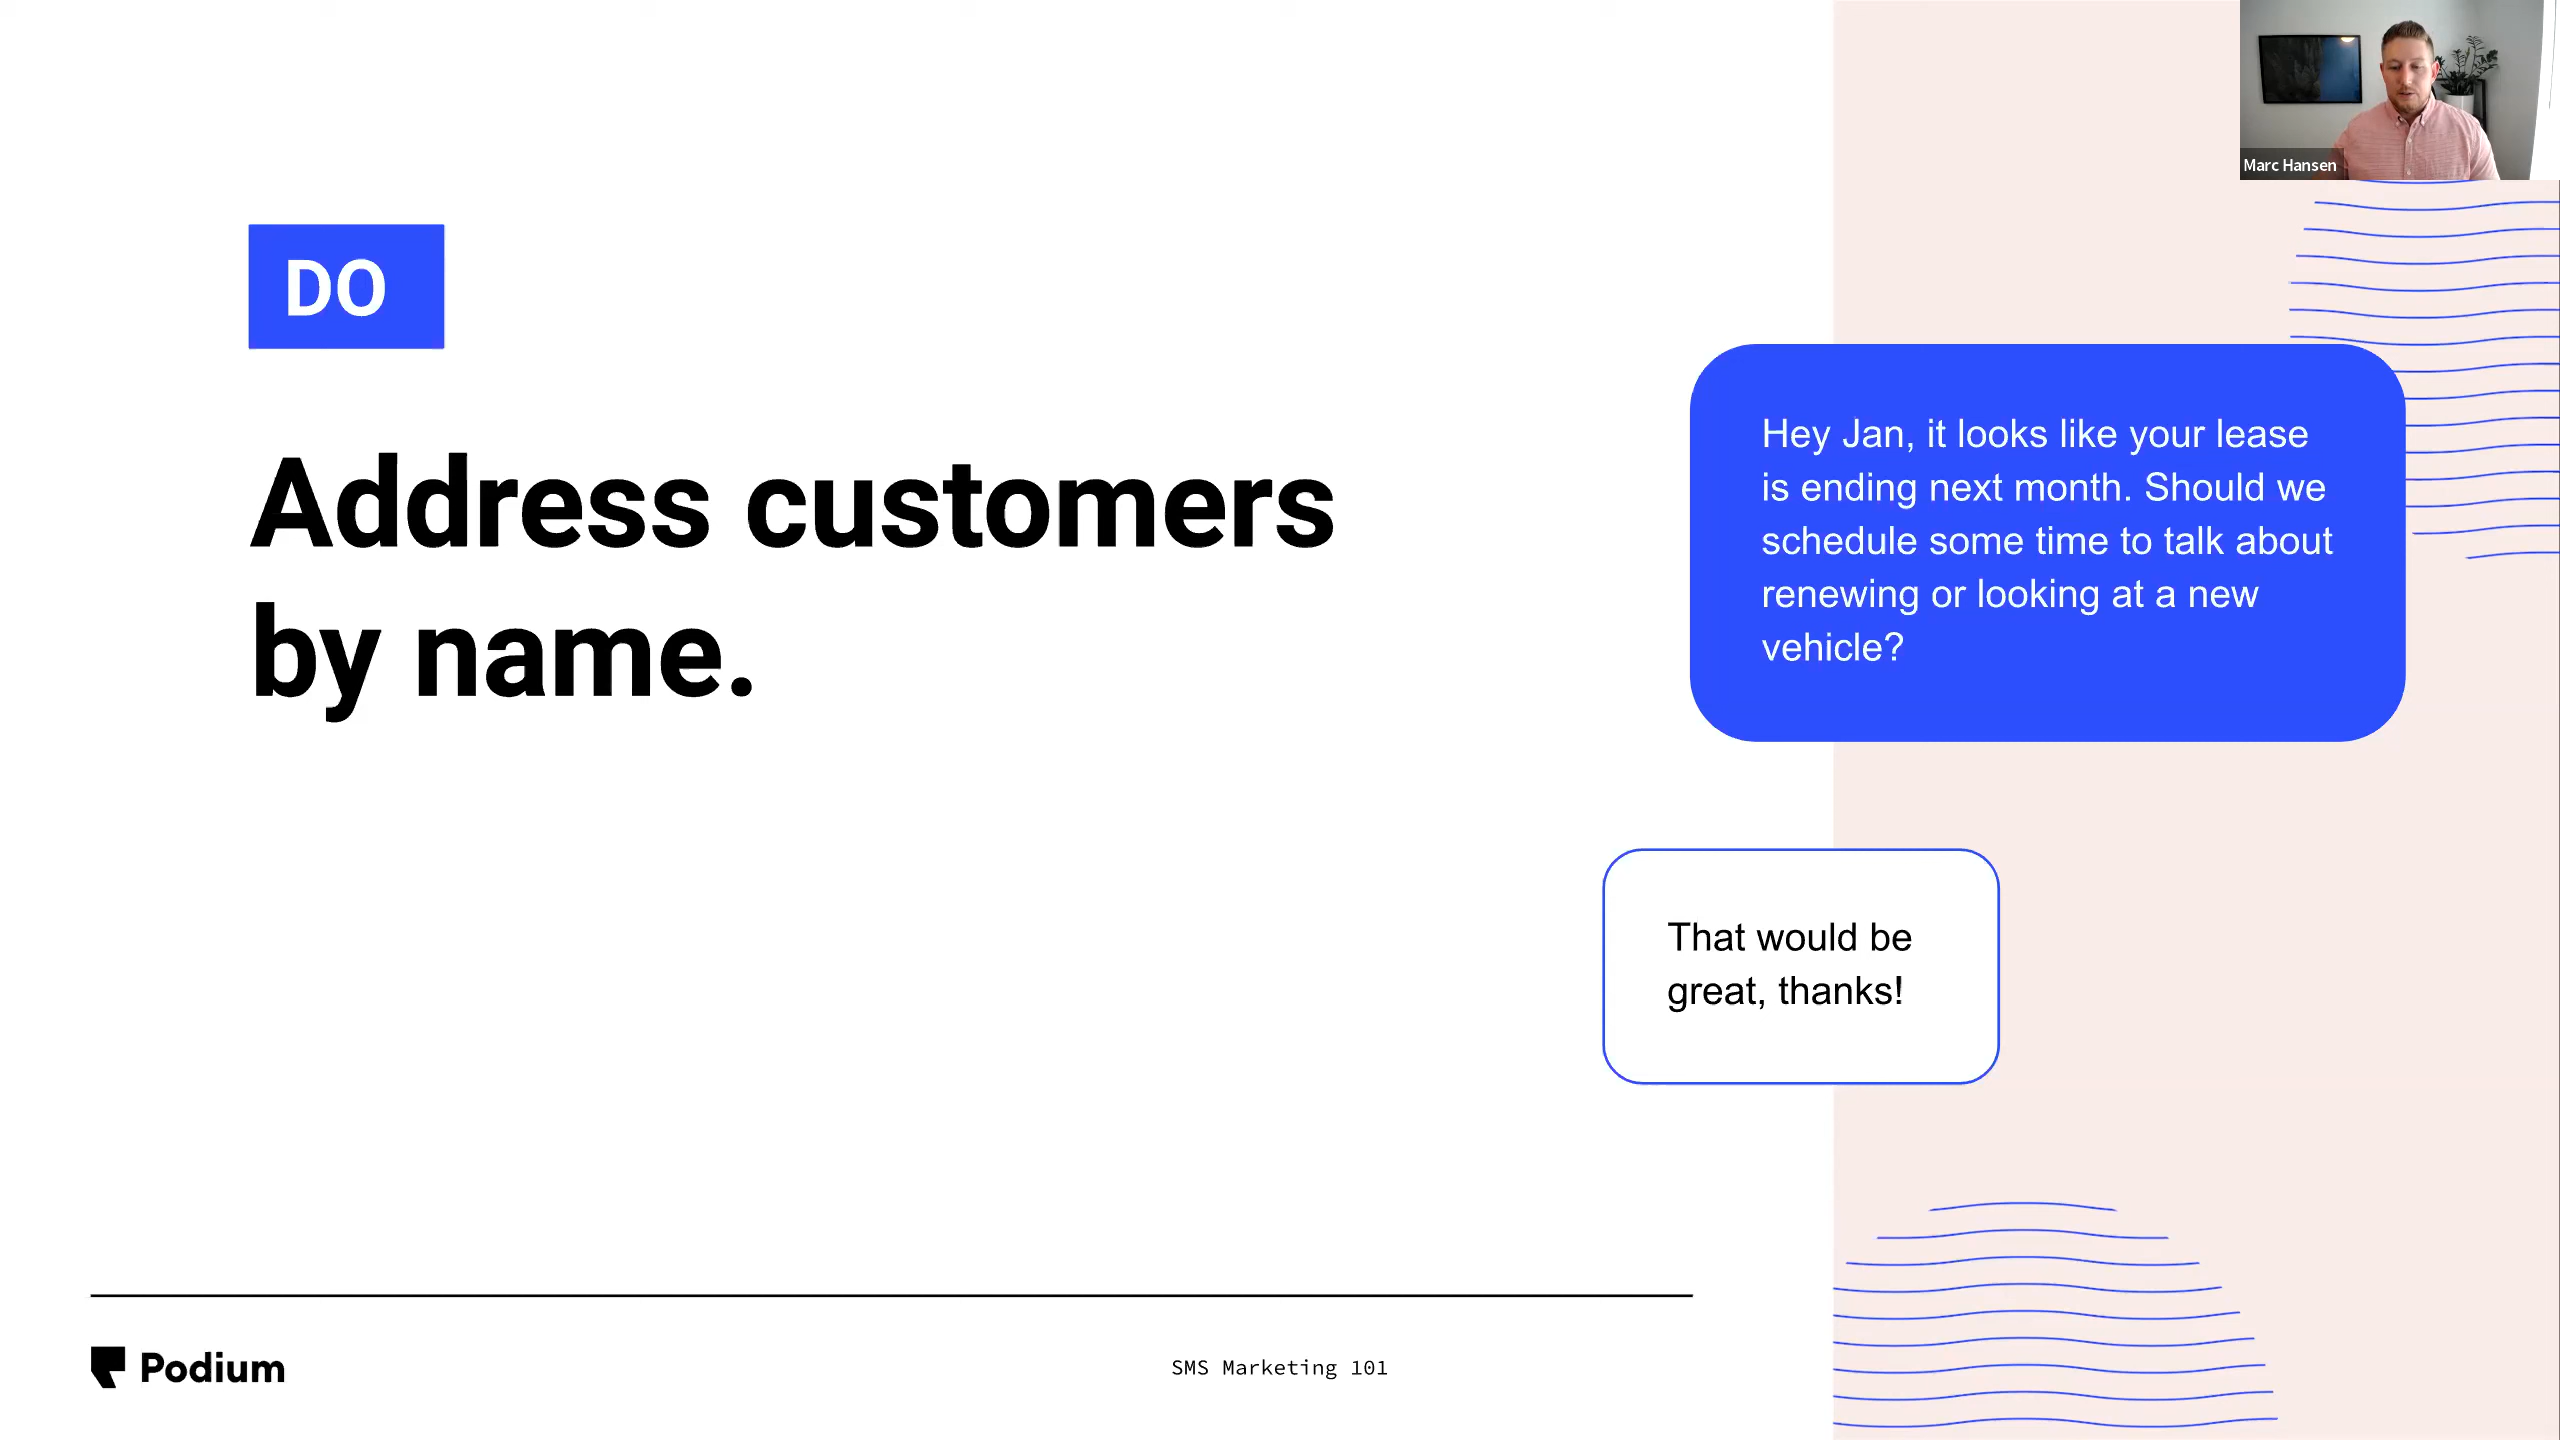 Marc Hansen
DO
Address customers
by name.
Hey Jan, it looks like your lease
is ending next month. Should we
schedule some time to talk about
renewing or looking at a new
vehicle?
That would be
great, thanks!
Podium
SMS Marketing 101